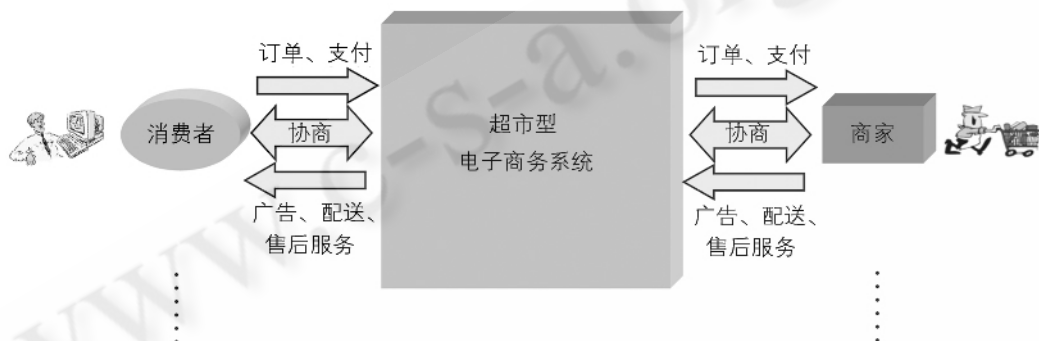 订单、支付
订单、支付
消费者
协商
超市型
电子商务系统
协商
商家
广告、配送、
售后服务
广告、配送、
售后服务
www.c-s-a.o